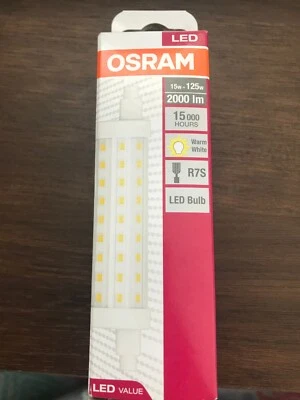 LED
OSRAM
15W - 125W
2000 lm
15 000
HOURS
Warm
White
R7S
LED Bulb
LED VALUE